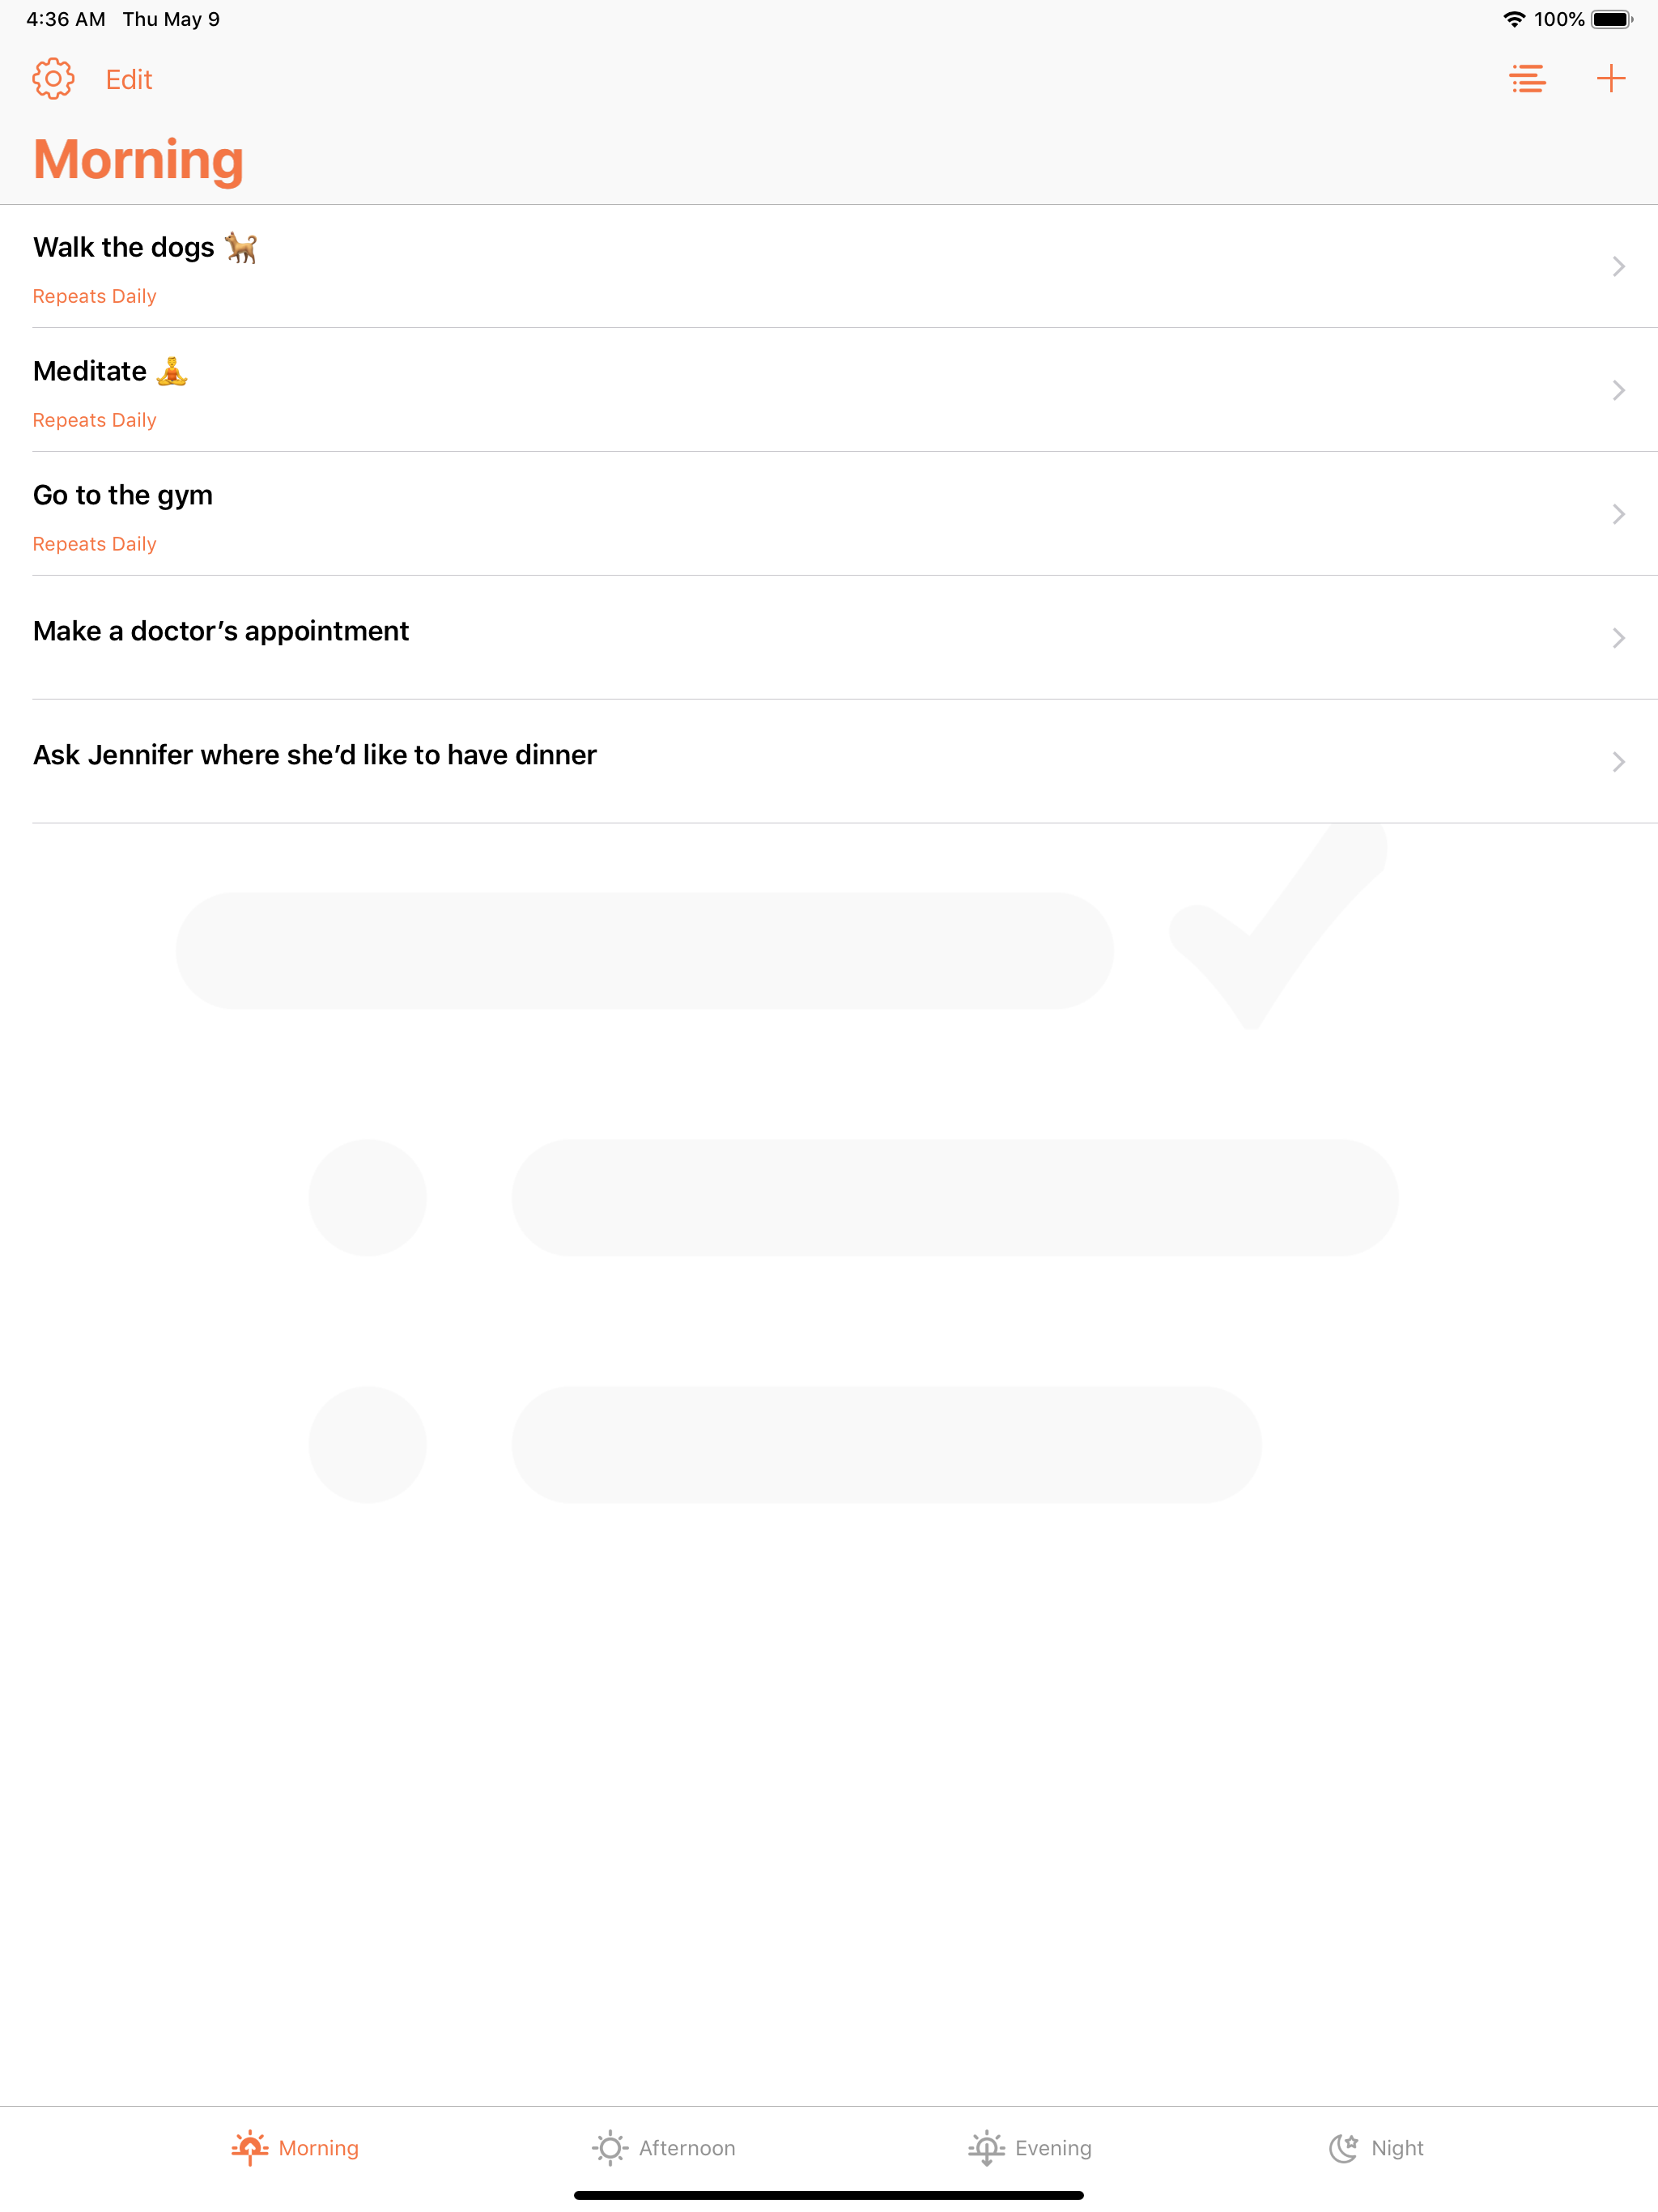 4:36 AM Thu May 9 100%
Edit
Morning
Walk the dogs 🐕
Repeats Daily
Meditate 🧘
Repeats Daily
Go to the gym
Repeats Daily
Make a doctor’s appointment
Ask Jennifer where she’d like to have dinner
Morning Afternoon Evening Night